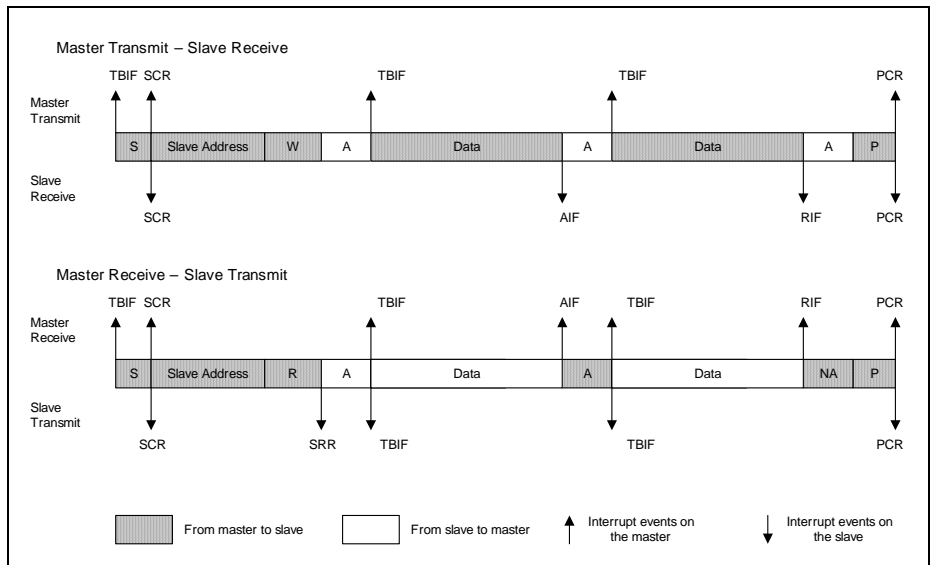 Master Transmit – Slave Receive
TBIF SCR TBIF TBIF PCR
Master
Transmit
S Slave Address W A Data A Data A P
Slave
Receive
SCR AIF RIF PCR
Master Receive – Slave Transmit
TBIF SCR TBIF AIF TBIF RIF PCR
Master
Receive
S Slave Address R A Data A Data NA P
Slave
Transmit
SCR SRR TBIF TBIF PCR
From master to slave
From slave to master
Interrupt events on
the master
Interrupt events on
the slave